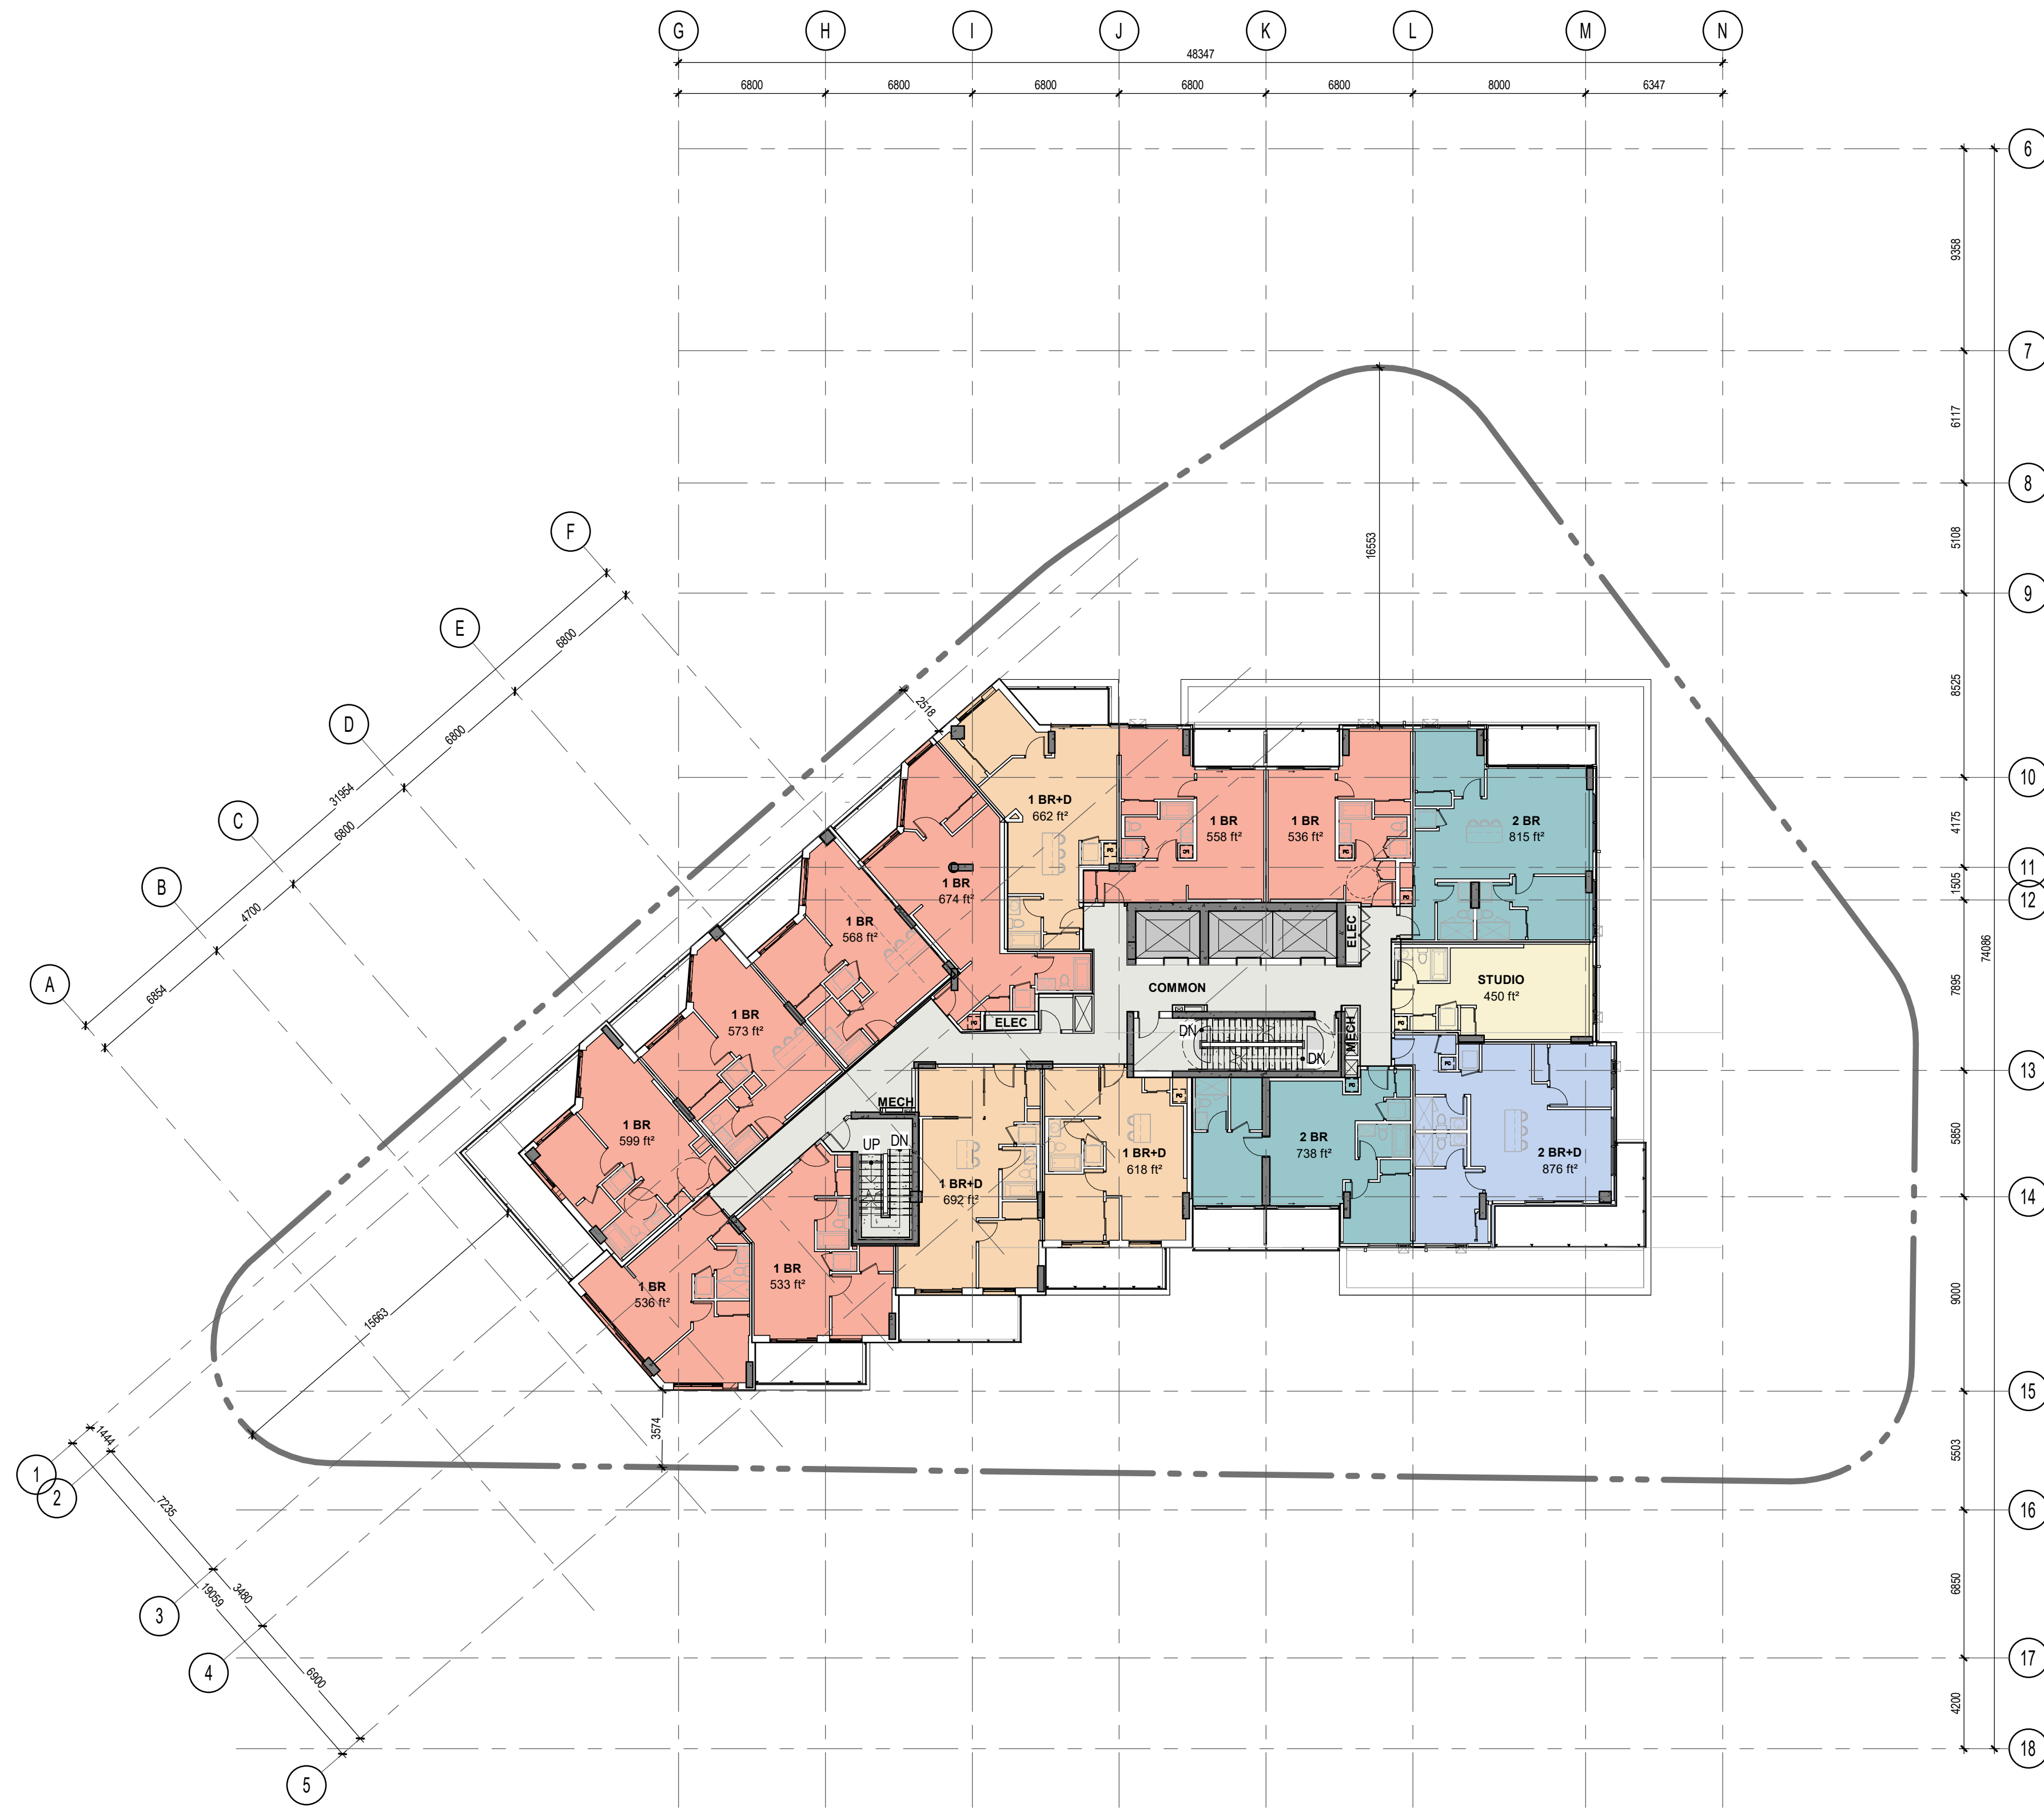 G
H
I
J
K
L
M
N
48347
6800
6800
6800
6800
6800
8000
6347
6
9358
7
6117
8
5108
9
8525
10
4175
11
1505
12
7895
13
5850
14
9000
15
5503
16
6850
17
4200
18
74086
16553
F
E
D
C
B
A
6800
6800
31954
6800
4700
6854
2518
1 BR+D
662 ft²
1 BR
558 ft²
1 BR
536 ft²
2 BR
815 ft²
1 BR
674 ft²
1 BR
568 ft²
ELEC
STUDIO
450 ft²
COMMON
1 BR
573 ft²
ELEC
DN
DN
MECH
MECH
1 BR
599 ft²
UP
DN
1 BR+D
692 ft²
1 BR+D
618 ft²
2 BR
738 ft²
2 BR+D
876 ft²
1 BR
536 ft²
1 BR
533 ft²
15663
3574
1444
1
2
7235
3480
19059
3
4
6900
5